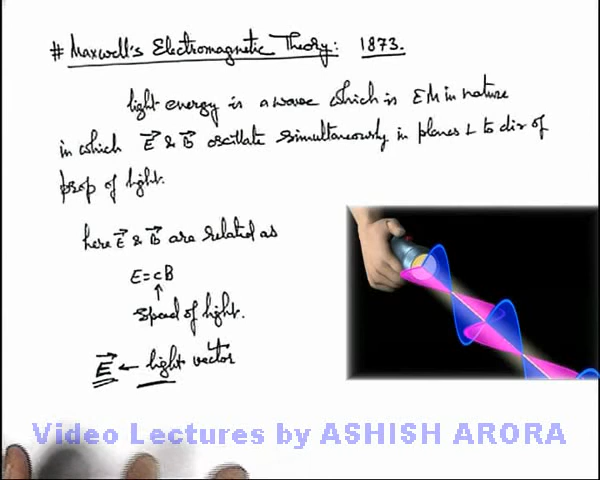 # Maxwell's Electromagnetic Theory: 1873.
light energy is a wave which is EM in nature
in which E⃗ & B⃗ oscillate simultaneously in planes ⊥ to dir of
prop of light.
here E⃗ & B⃗ are related as
E = cB
↑
speed of light.
E⃗ ← light vector
Video Lectures by ASHISH ARORA